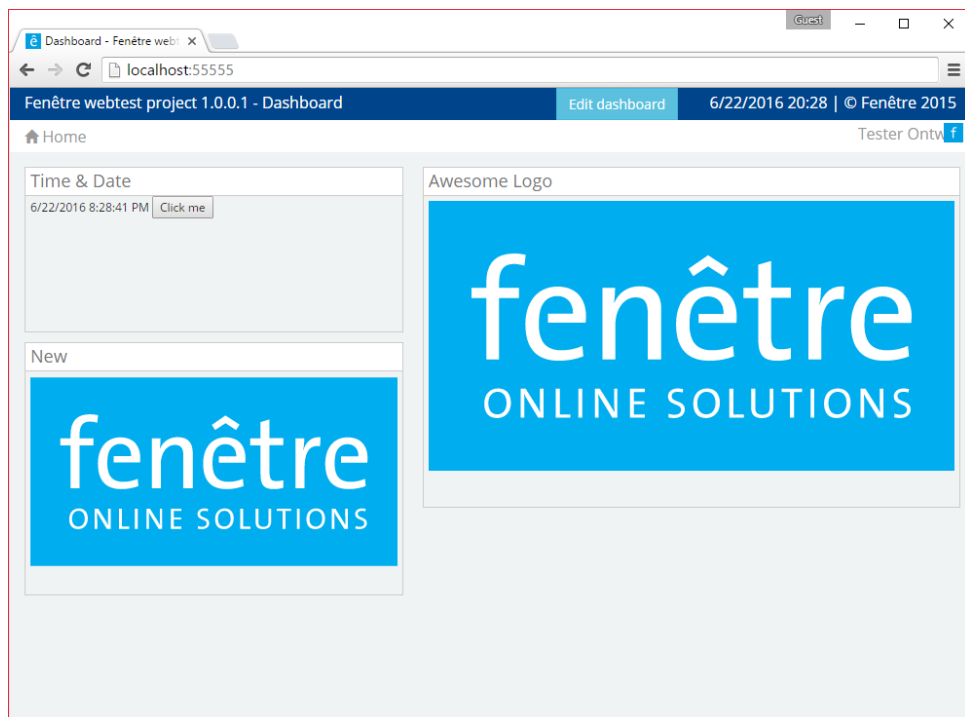 Guest
ê Dashboard - Fenêtre webt
localhost:55555
Fenêtre webtest project 1.0.0.1 - Dashboard
Edit dashboard
6/22/2016 20:28 | © Fenêtre 2015
Home
Tester Ontw
f
Time & Date
6/22/2016 8:28:41 PM
Click me
New
fenêtre
ONLINE SOLUTIONS
Awesome Logo
fenêtre
ONLINE SOLUTIONS